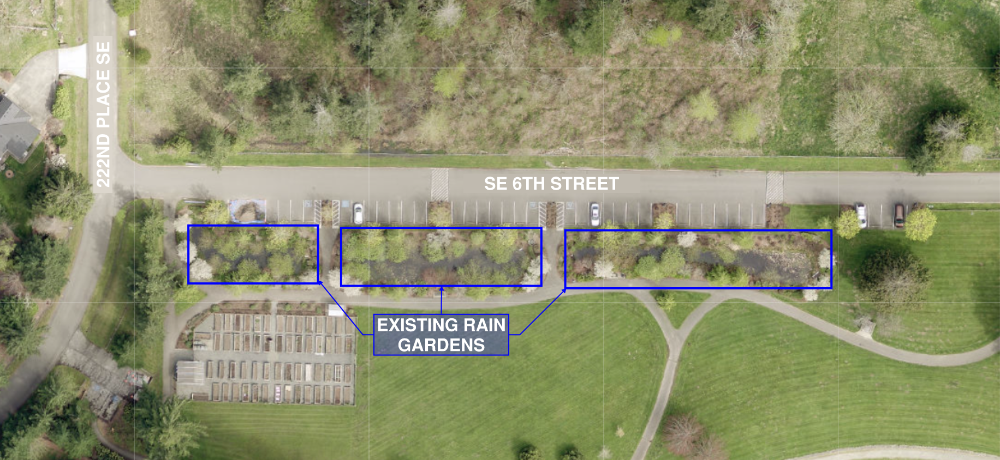 222ND PLACE SE
SE 6TH STREET
EXISTING RAIN
GARDENS